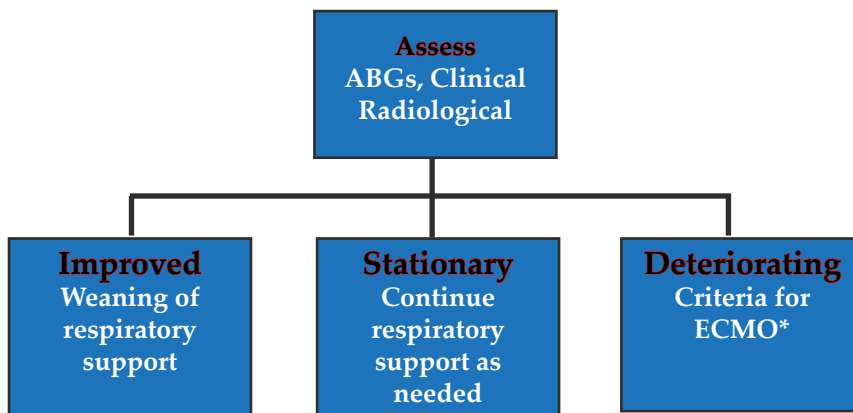 Assess
ABGs, Clinical
Radiological
Improved
Weaning of
respiratory
support
Stationary
Continue
respiratory
support as
needed
Deteriorating
Criteria for
ECMO*